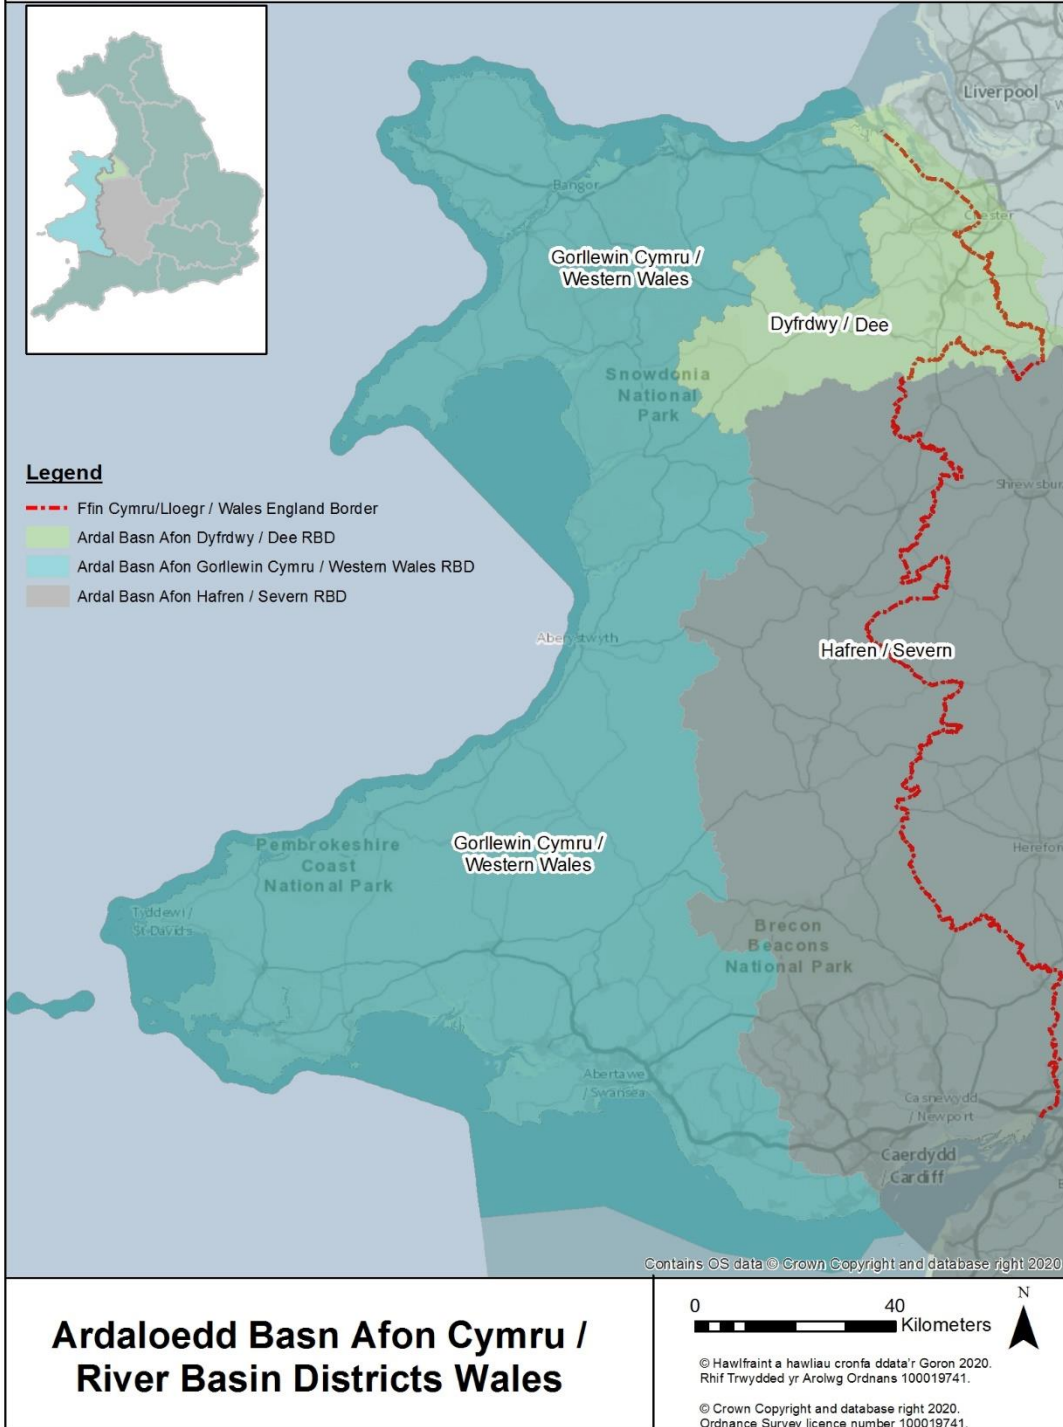 Liverpool
Bangor
Chester
Gorllewin Cymru /
Western Wales
Dyfrdwy / Dee
Snowdonia
National
Park
Legend
Ffin Cymru/Lloegr / Wales England Border
Ardal Basn Afon Dyfrdwy / Dee RBD
Ardal Basn Afon Gorllewin Cymru / Western Wales RBD
Ardal Basn Afon Hafren / Severn RBD
Shrewsbur
Aberystwyth
Hafren / Severn
Pembrokeshire
Coast
National Park
Gorllewin Cymru /
Western Wales
Hereford
Tyddewi /
St Davids
Brecon
Beacons
National Park
Abertawe
/ Swansea
Casnewydd
/ Newport
Caerdydd
/ Cardiff
Contains OS data © Crown Copyright and database right 2020
Ardaloedd Basn Afon Cymru /
River Basin Districts Wales
0 40
Kilometers
N
© Hawlfraint a hawliau cronfa ddata'r Goron 2020.
Rhif Trwydded yr Arolwg Ordnans 100019741.
© Crown Copyright and database right 2020.
Ordnance Survey licence number 100019741.